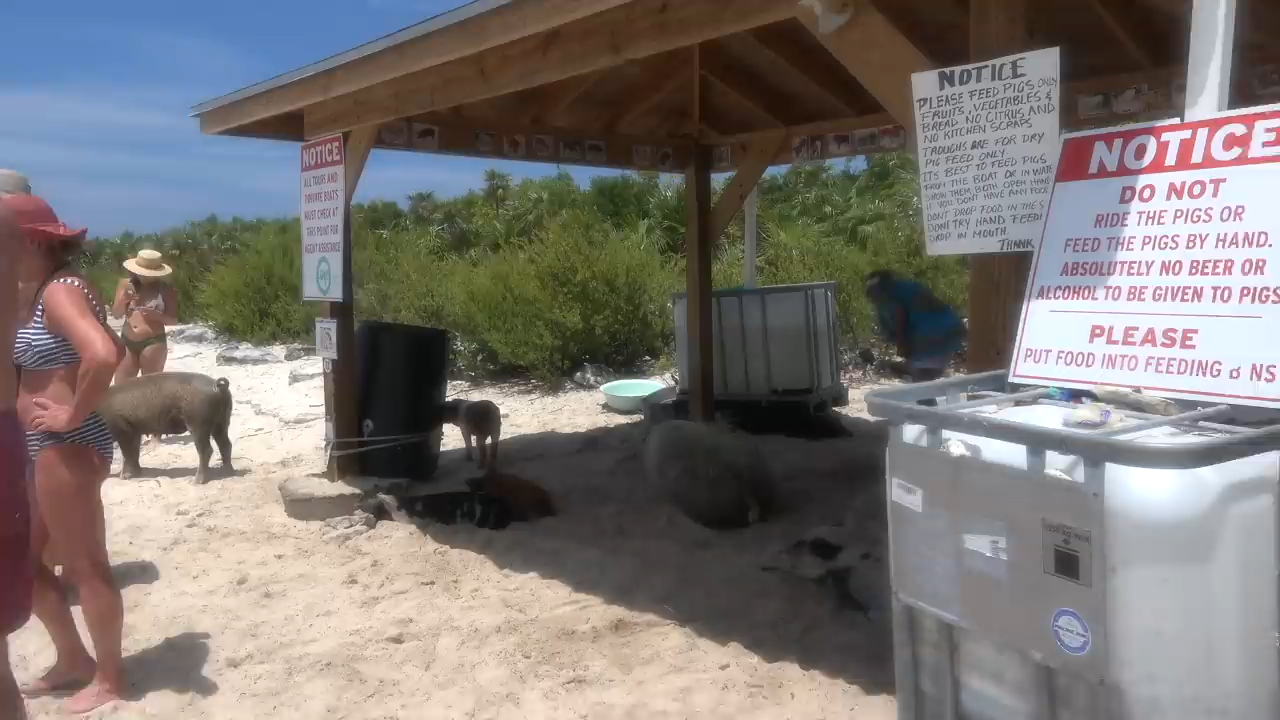 NOTICE
ALL TOURS AND
PRIVATE BOATS
MUST CHECK AT
THIS POINT FOR
AGENT ASSISTANCE
NOTICE
PLEASE FEED PIGS ONLY
FRUITS, VEGETABLES &
BREAD. NO CITRUS AND
NO KITCHEN SCRAPS
TROUGHS ARE FOR DRY
PIG FEED ONLY
ITS BEST TO FEED PIGS
FROM THE BOAT OR IN WATER
SHOW THEM BOTH OPEN HANDS
IF YOU DONT HAVE ANY FOOD
DONT DROP FOOD IN THE S
DONT TRY HAND FEEDI
DROP IN MOUTH.
THANK
NOTICE
DO NOT
RIDE THE PIGS OR
FEED THE PIGS BY HAND.
ABSOLUTELY NO BEER OR
ALCOHOL TO BE GIVEN TO PIGS
PLEASE
PUT FOOD INTO FEEDING